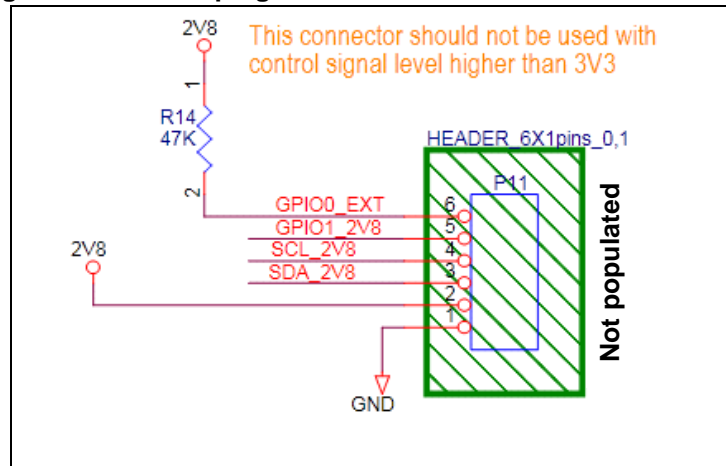 2V8
This connector should not be used with
control signal level higher than 3V3
1
R14
47K
2
HEADER_6X1pins_0,1
P11
GPIO0_EXT
6
GPIO1_2V8
5
SCL_2V8
4
SDA_2V8
3
2V8
2
1
GND
Not populated